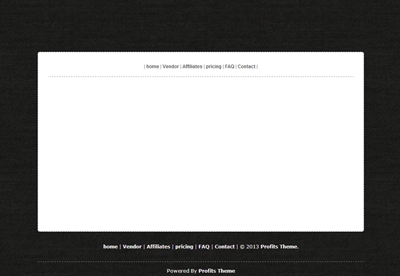 | home | Vendor | Affiliates | pricing | FAQ | Contact |
home | Vendor | Affiliates | pricing | FAQ | Contact | © 2013 Profits Theme.
Powered By Profits Theme